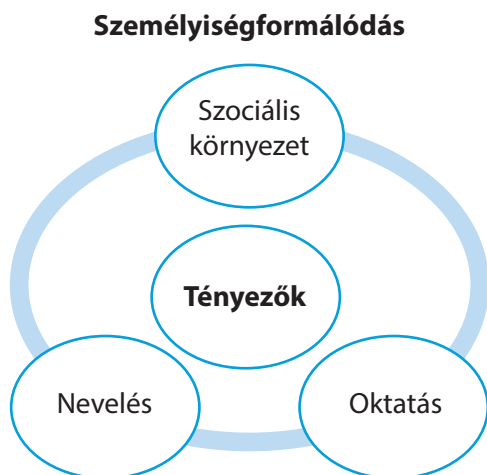 Személyiségformálódás
Szociális
környezet
Tényezők
Nevelés
Oktatás